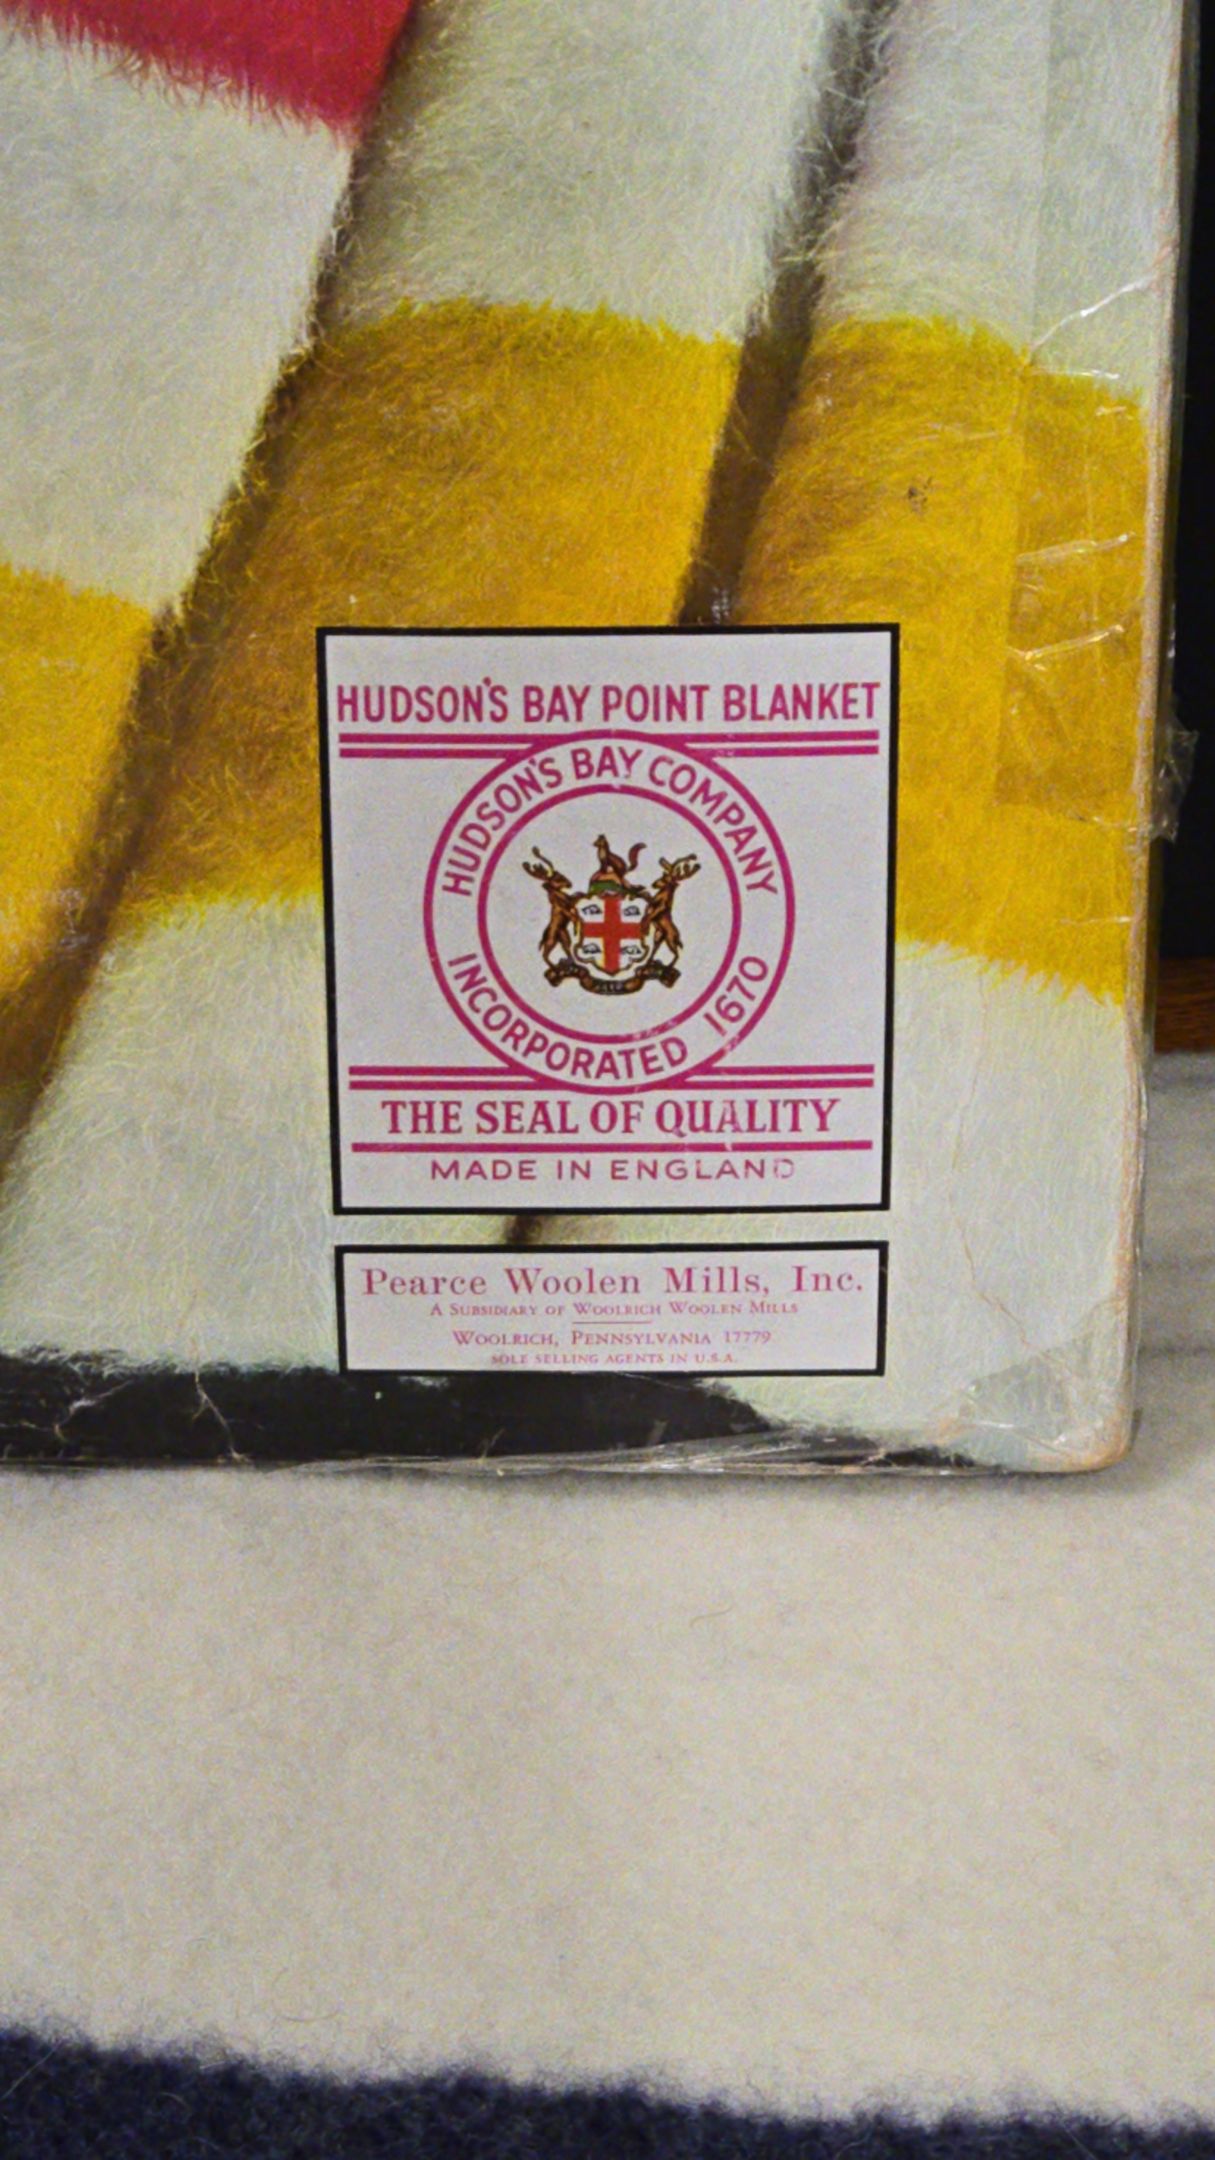 HUDSON'S BAY POINT BLANKET
HUDSON'S BAY COMPANY
INCORPORATED 1670
THE SEAL OF QUALITY
MADE IN ENGLAND
Pearce Woolen Mills, Inc.
A SUBSIDIARY OF WOOLRICH WOOLEN MILLS
WOOLRICH, PENNSYLVANIA 17779
SOLE SELLING AGENTS IN U.S.A.